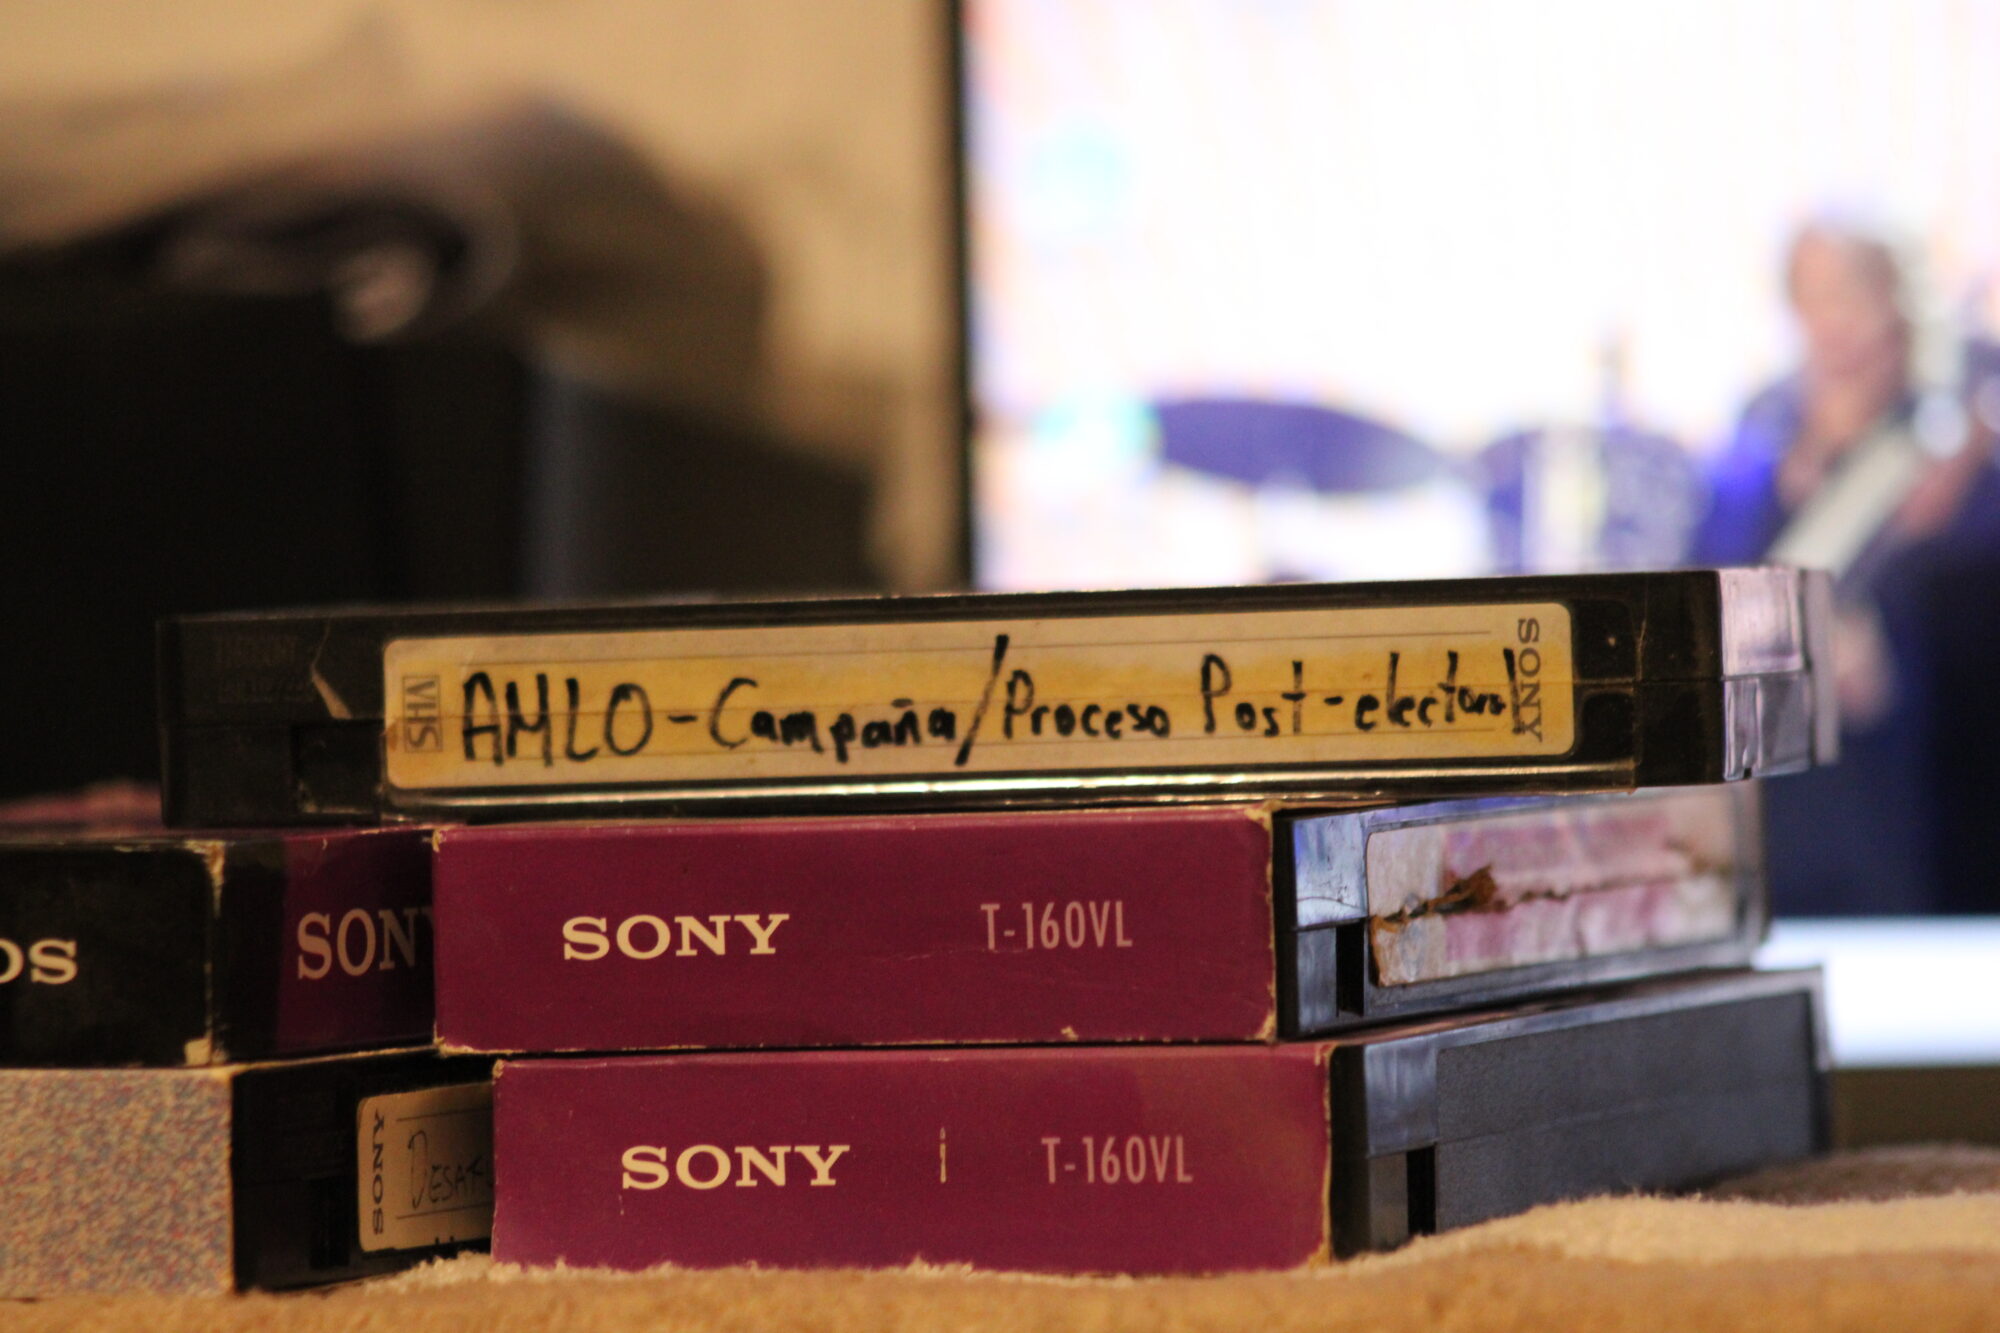 VHS
AMLO-Campaña/Proceso Post-electoral
SONY
SONY
T-160VL
SONY
SONY
T-160VL
SONY